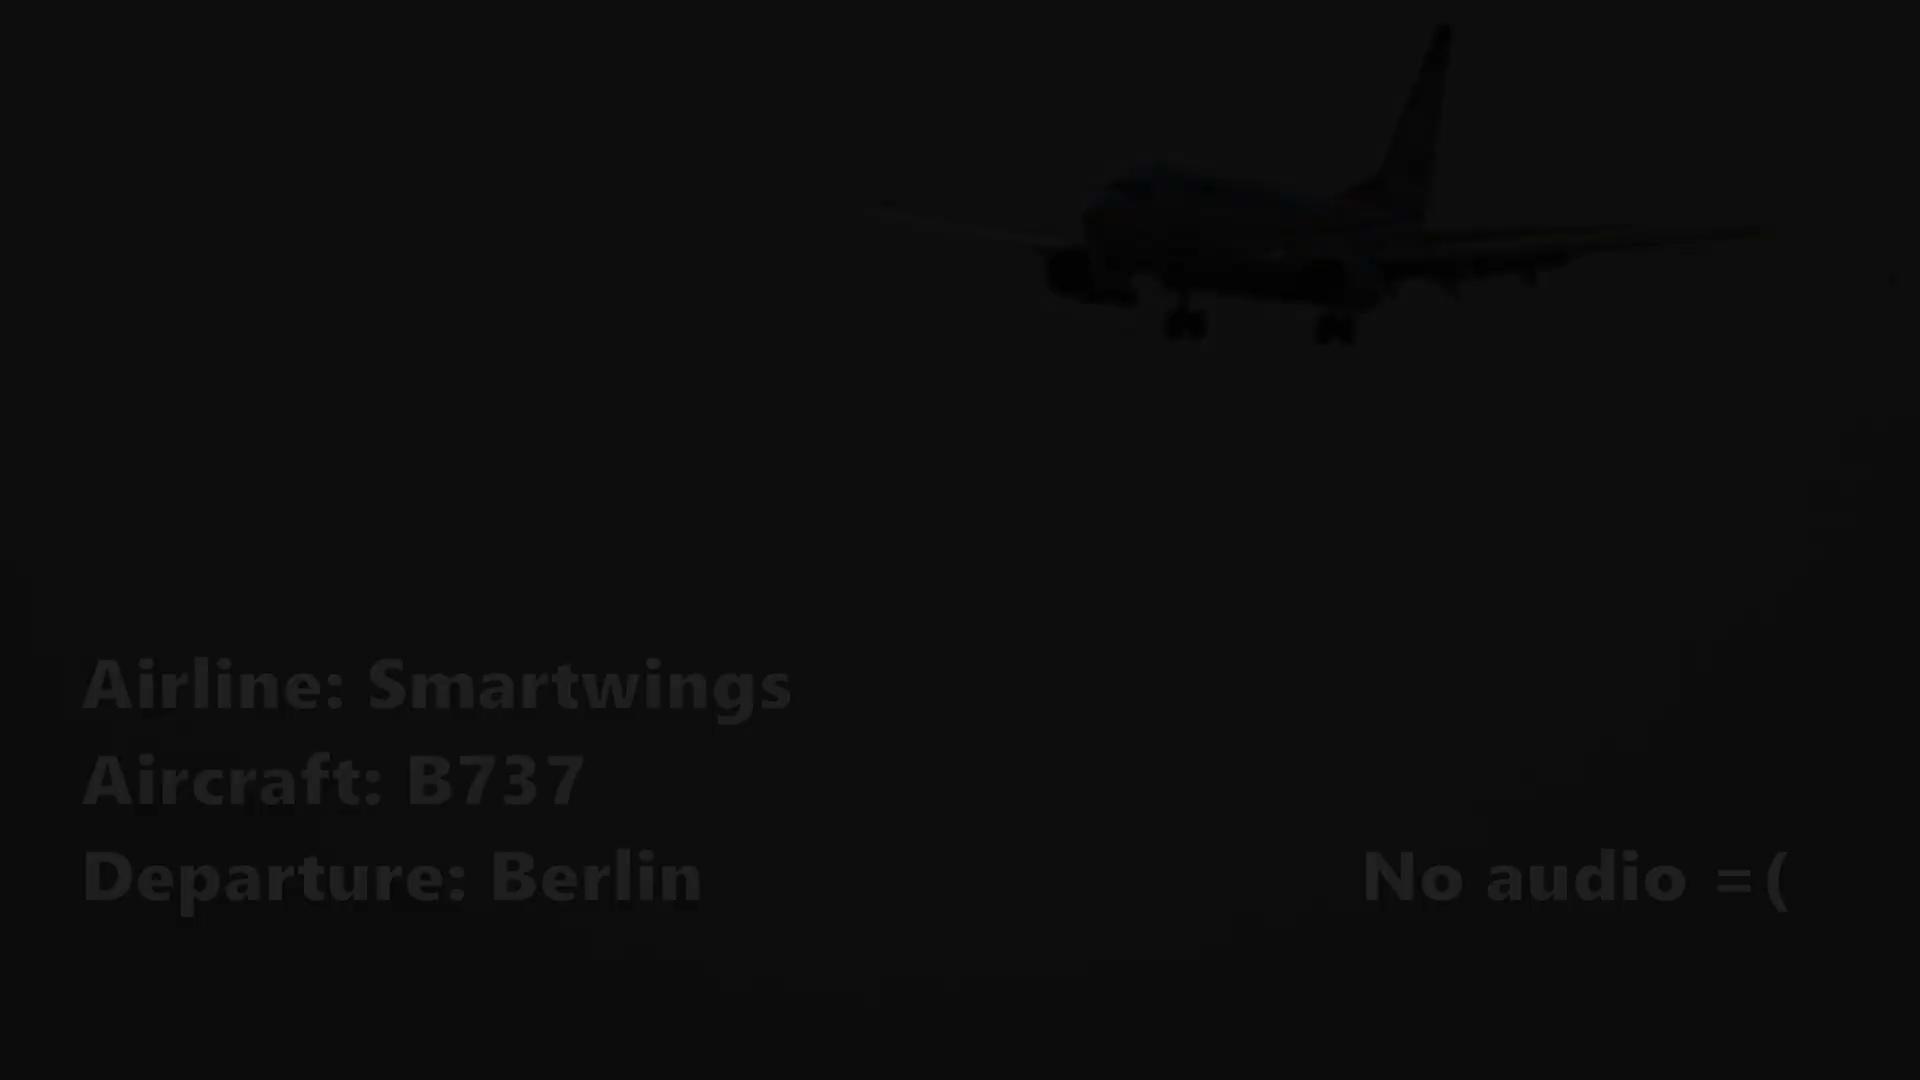 Airline: Smartwings
Aircraft: B737
Departure: Berlin
No audio =(